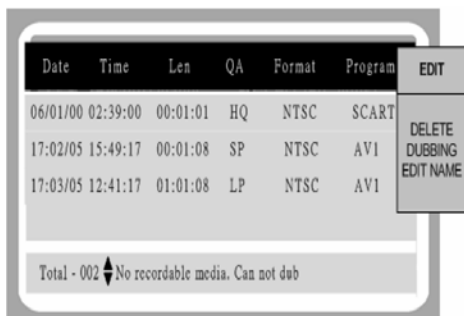 Date Time Len QA Format Program
06/01/00 02:39:00 00:01:01 HQ NTSC SCART
17:02/05 15:49:17 00:01:08 SP NTSC AV1
17:03/05 12:41:17 01:01:08 LP NTSC AV1
Total - 002 No recordable media. Can not dub
EDIT
DELETE
DUBBING
EDIT NAME